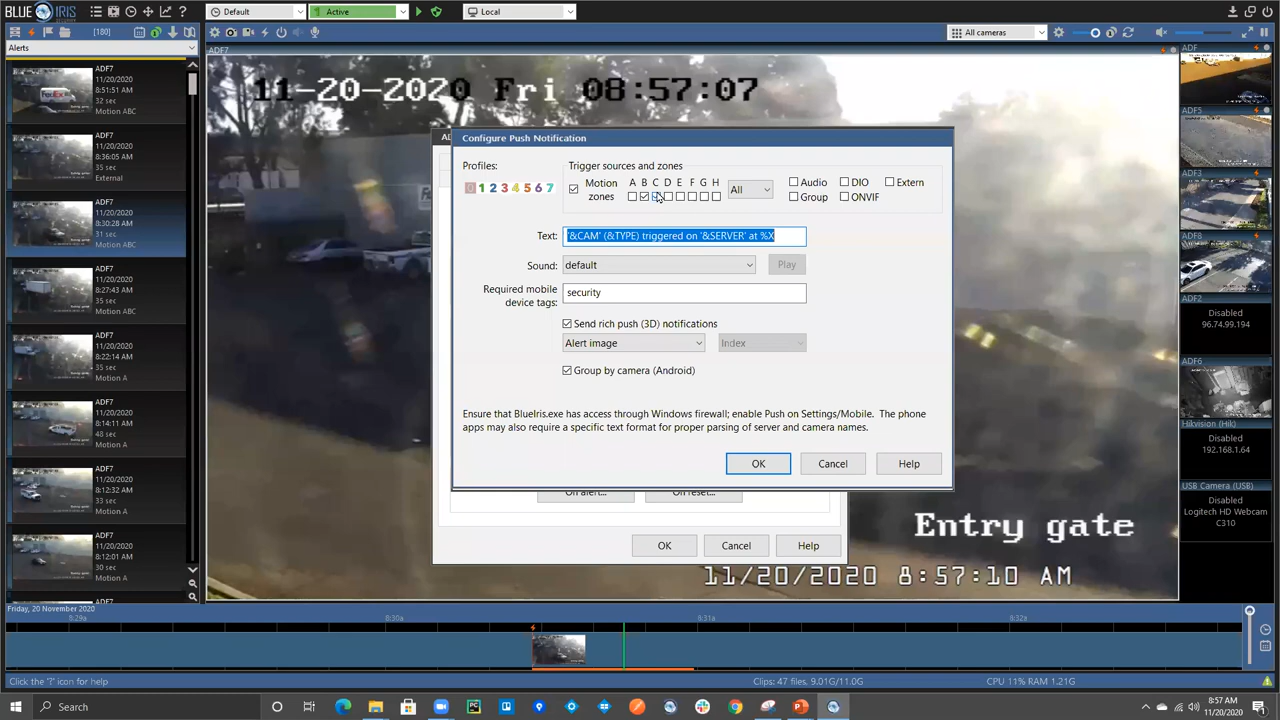 BLUE IRIS
SECURITY
Default
Active
Local
[180]
All cameras
Alerts
ADF7
11/20/2020
8:51:51 AM
32 sec
Motion ABC
ADF7
11/20/2020
8:36:05 AM
35 sec
External
ADF7
11/20/2020
8:30:28 AM
31 sec
Motion ABC
ADF7
11/20/2020
8:27:43 AM
35 sec
Motion ABC
ADF7
11/20/2020
8:22:14 AM
35 sec
Motion A
ADF7
11/20/2020
8:14:11 AM
48 sec
Motion A
ADF7
11/20/2020
8:12:32 AM
33 sec
Motion A
ADF7
11/20/2020
8:12:01 AM
30 sec
Motion A
ADF7
11-20-2020 Fri 08:57:07
Configure Push Notification
Profiles:
0 1 2 3 4 5 6 7
Trigger sources and zones
Motion zones
A B C D E F G H
All
Audio
DIO
Extern
Group
ONVIF
Text:
'&CAM' (&TYPE) triggered on '&SERVER' at %X
Sound:
default
Play
Required mobile device tags:
security
Send rich push (3D) notifications
Alert image
Index
Group by camera (Android)
Ensure that BlueIris.exe has access through Windows firewall; enable Push on Settings/Mobile. The phone
apps may also require a specific text format for proper parsing of server and camera names.
OK
Cancel
Help
On alert...
On reset...
OK
Cancel
Help
Entry gate
11/20/2020 8:57:10 AM
ADF
ADF5
ADF4
ADF2
Disabled
96.74.99.194
ADF6
Hikvision (Hik)
Disabled
192.168.1.64
USB Camera (USB)
Disabled
Logitech HD Webcam
C310
Friday, 20 November 2020
8:29a
8:30a
8:31a
8:32a
Click the '?' icon for help
Clips: 47 files, 9.01G/11.0G
CPU 11% RAM 1.21G
Search
8:57 AM
11/20/2020